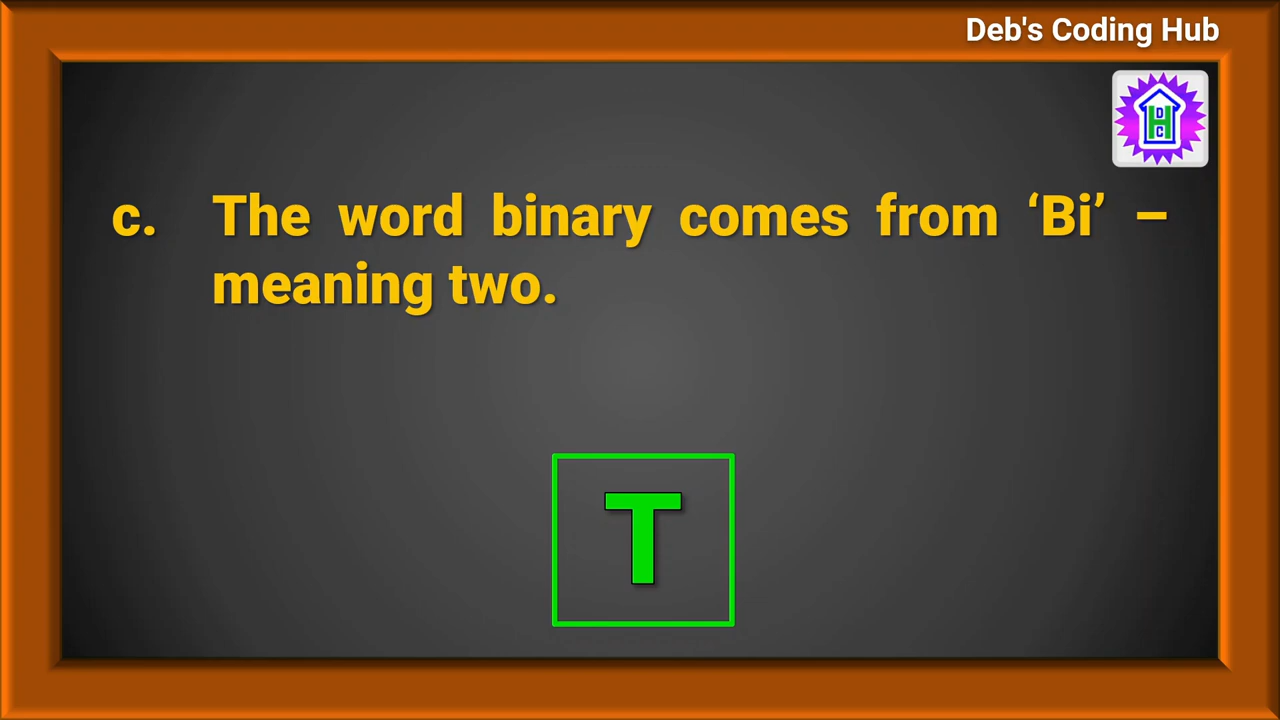 Deb's Coding Hub
D
H
C
c. The word binary comes from ‘Bi’ –
meaning two.
T